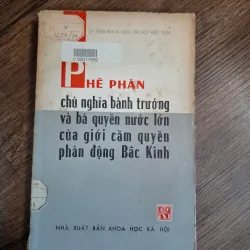 PHÊ PHÁN
chủ nghĩa bành trướng
và bá quyền nước lớn
của giới cầm quyền
phản động Bắc Kinh
NHÀ XUẤT BẢN KHOA HỌC XÃ HỘI